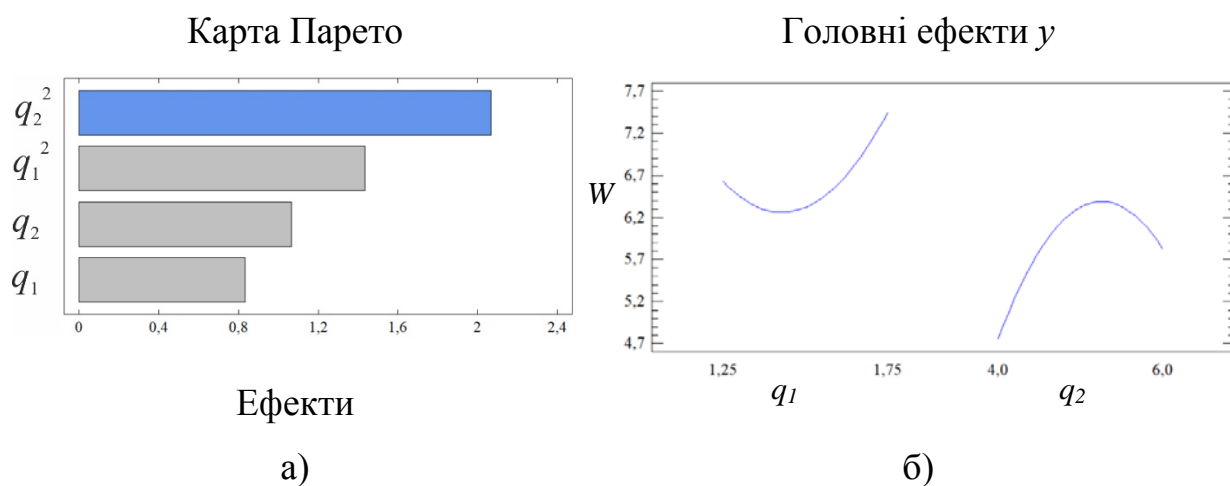 Карта Парето
q₂²
q₁²
q₂
q₁
0 0,4 0,8 1,2 1,6 2 2,4
Ефекти
а)
Головні ефекти y
7,7
7,2
6,7
W
6,2
5,7
5,2
4,7
1,25 1,75 4,0 6,0
q₁ q₂
б)